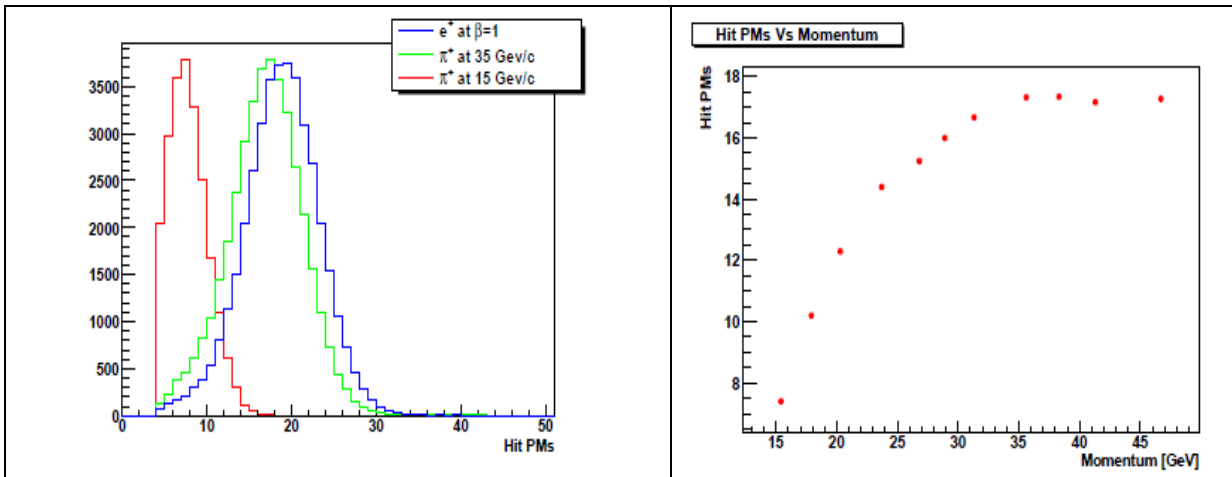 e+ at β=1
π+ at 35 Gev/c
π+ at 15 Gev/c
3500
3000
2500
2000
1500
1000
500
0
0 10 20 30 40 50
Hit PMs
Hit PMs Vs Momentum
Hit PMs
18
16
14
12
10
8
15 20 25 30 35 40 45
Momentum [GeV]